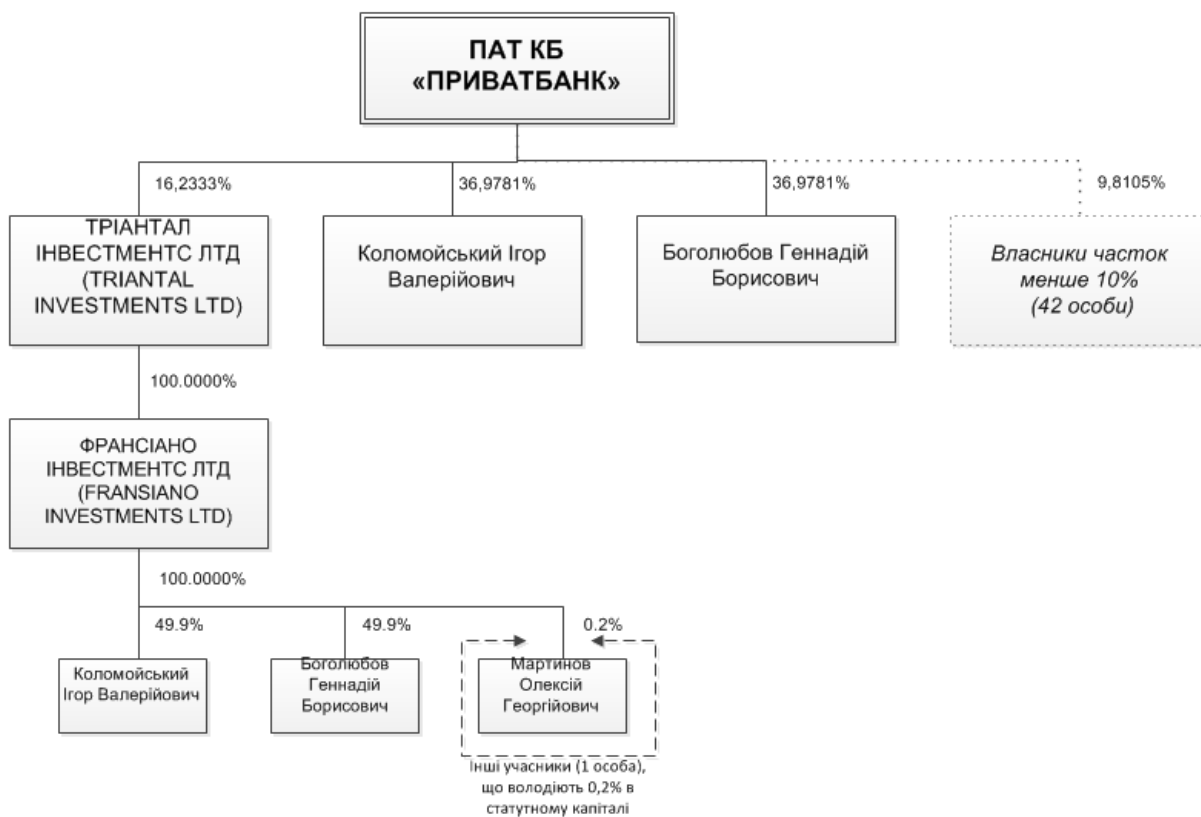 ПАТ КБ
«ПРИВАТБАНК»
16,2333%
36,9781%
36,9781%
9,8105%
ТРІАНТАЛ
ІНВЕСТМЕНТС ЛТД
(TRIANTAL
INVESTMENTS LTD)
Коломойський Ігор
Валерійович
Боголюбов Геннадій
Борисович
Власники часток
менше 10%
(42 особи)
100.0000%
ФРАНСІАНО
ІНВЕСТМЕНТС ЛТД
(FRANSIANO
INVESTMENTS LTD)
100.0000%
49.9%
49.9%
0.2%
Коломойський
Ігор Валерійович
Боголюбов
Геннадій
Борисович
Мартинов
Олексій
Георгійович
Інші учасники (1 особа),
що володіють 0,2% в
статутному капіталі